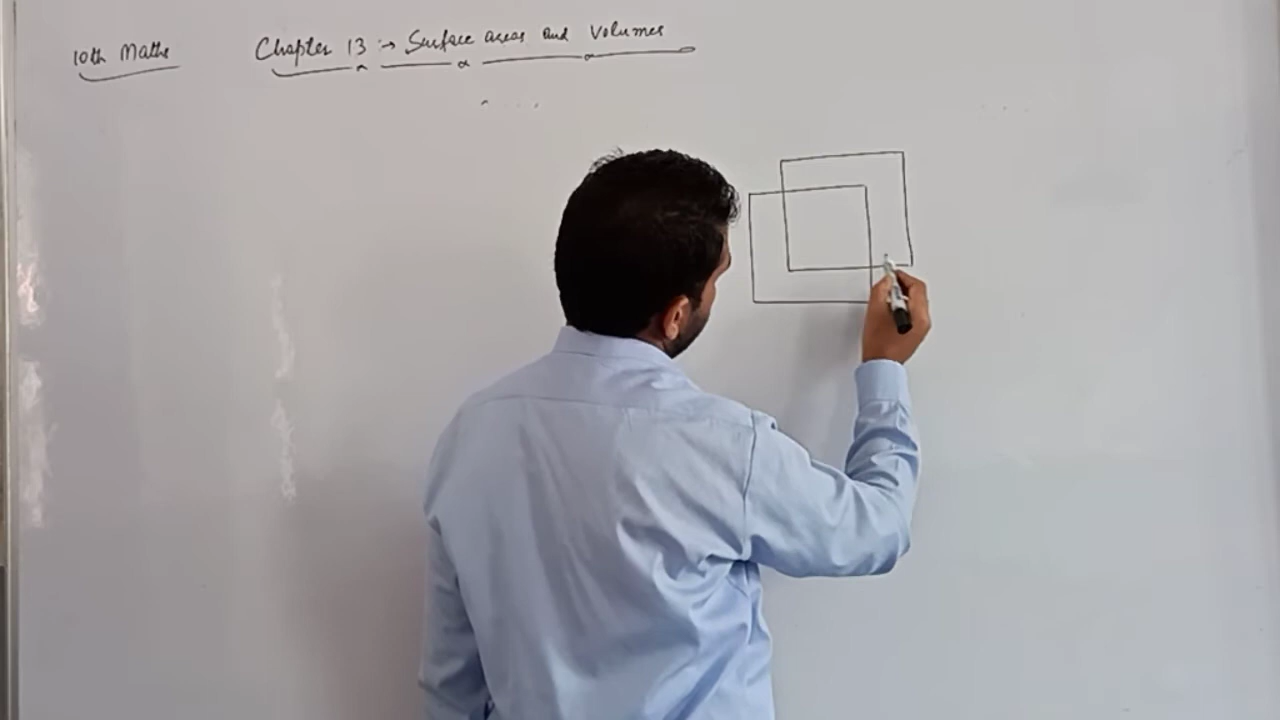 10th Maths
Chapter 13 :→ Surface areas and Volumes